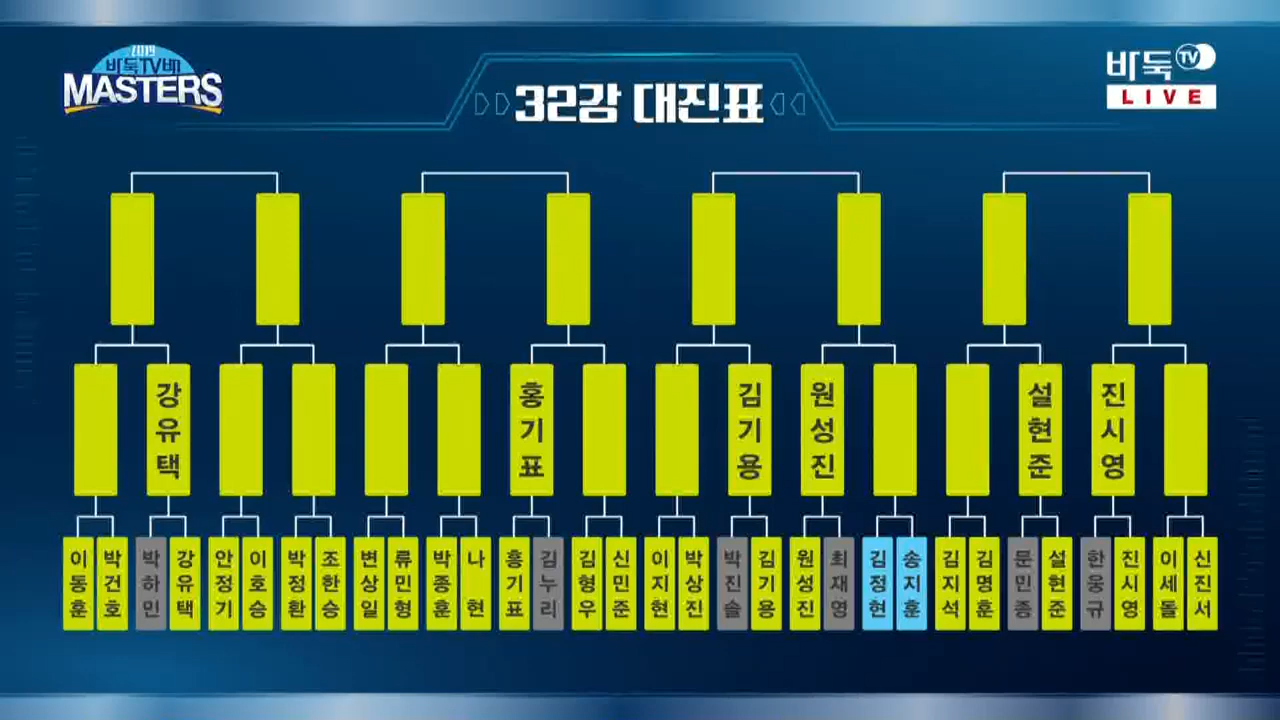 2019
바둑TV배
MASTERS
32강 대진표
바둑TV
LIVE
강유택
홍기표
김기용
원성진
설현준
진시영
이동훈
박건호
박하민
강유택
안정기
이호승
박정환
조한승
변상일
류민형
박종훈
나현
홍기표
김누리
김형우
신민준
이지현
박상진
박진솔
김기용
원성진
최재영
김정현
송지훈
김지석
김명훈
문민종
설현준
한웅규
진시영
이세돌
신진서